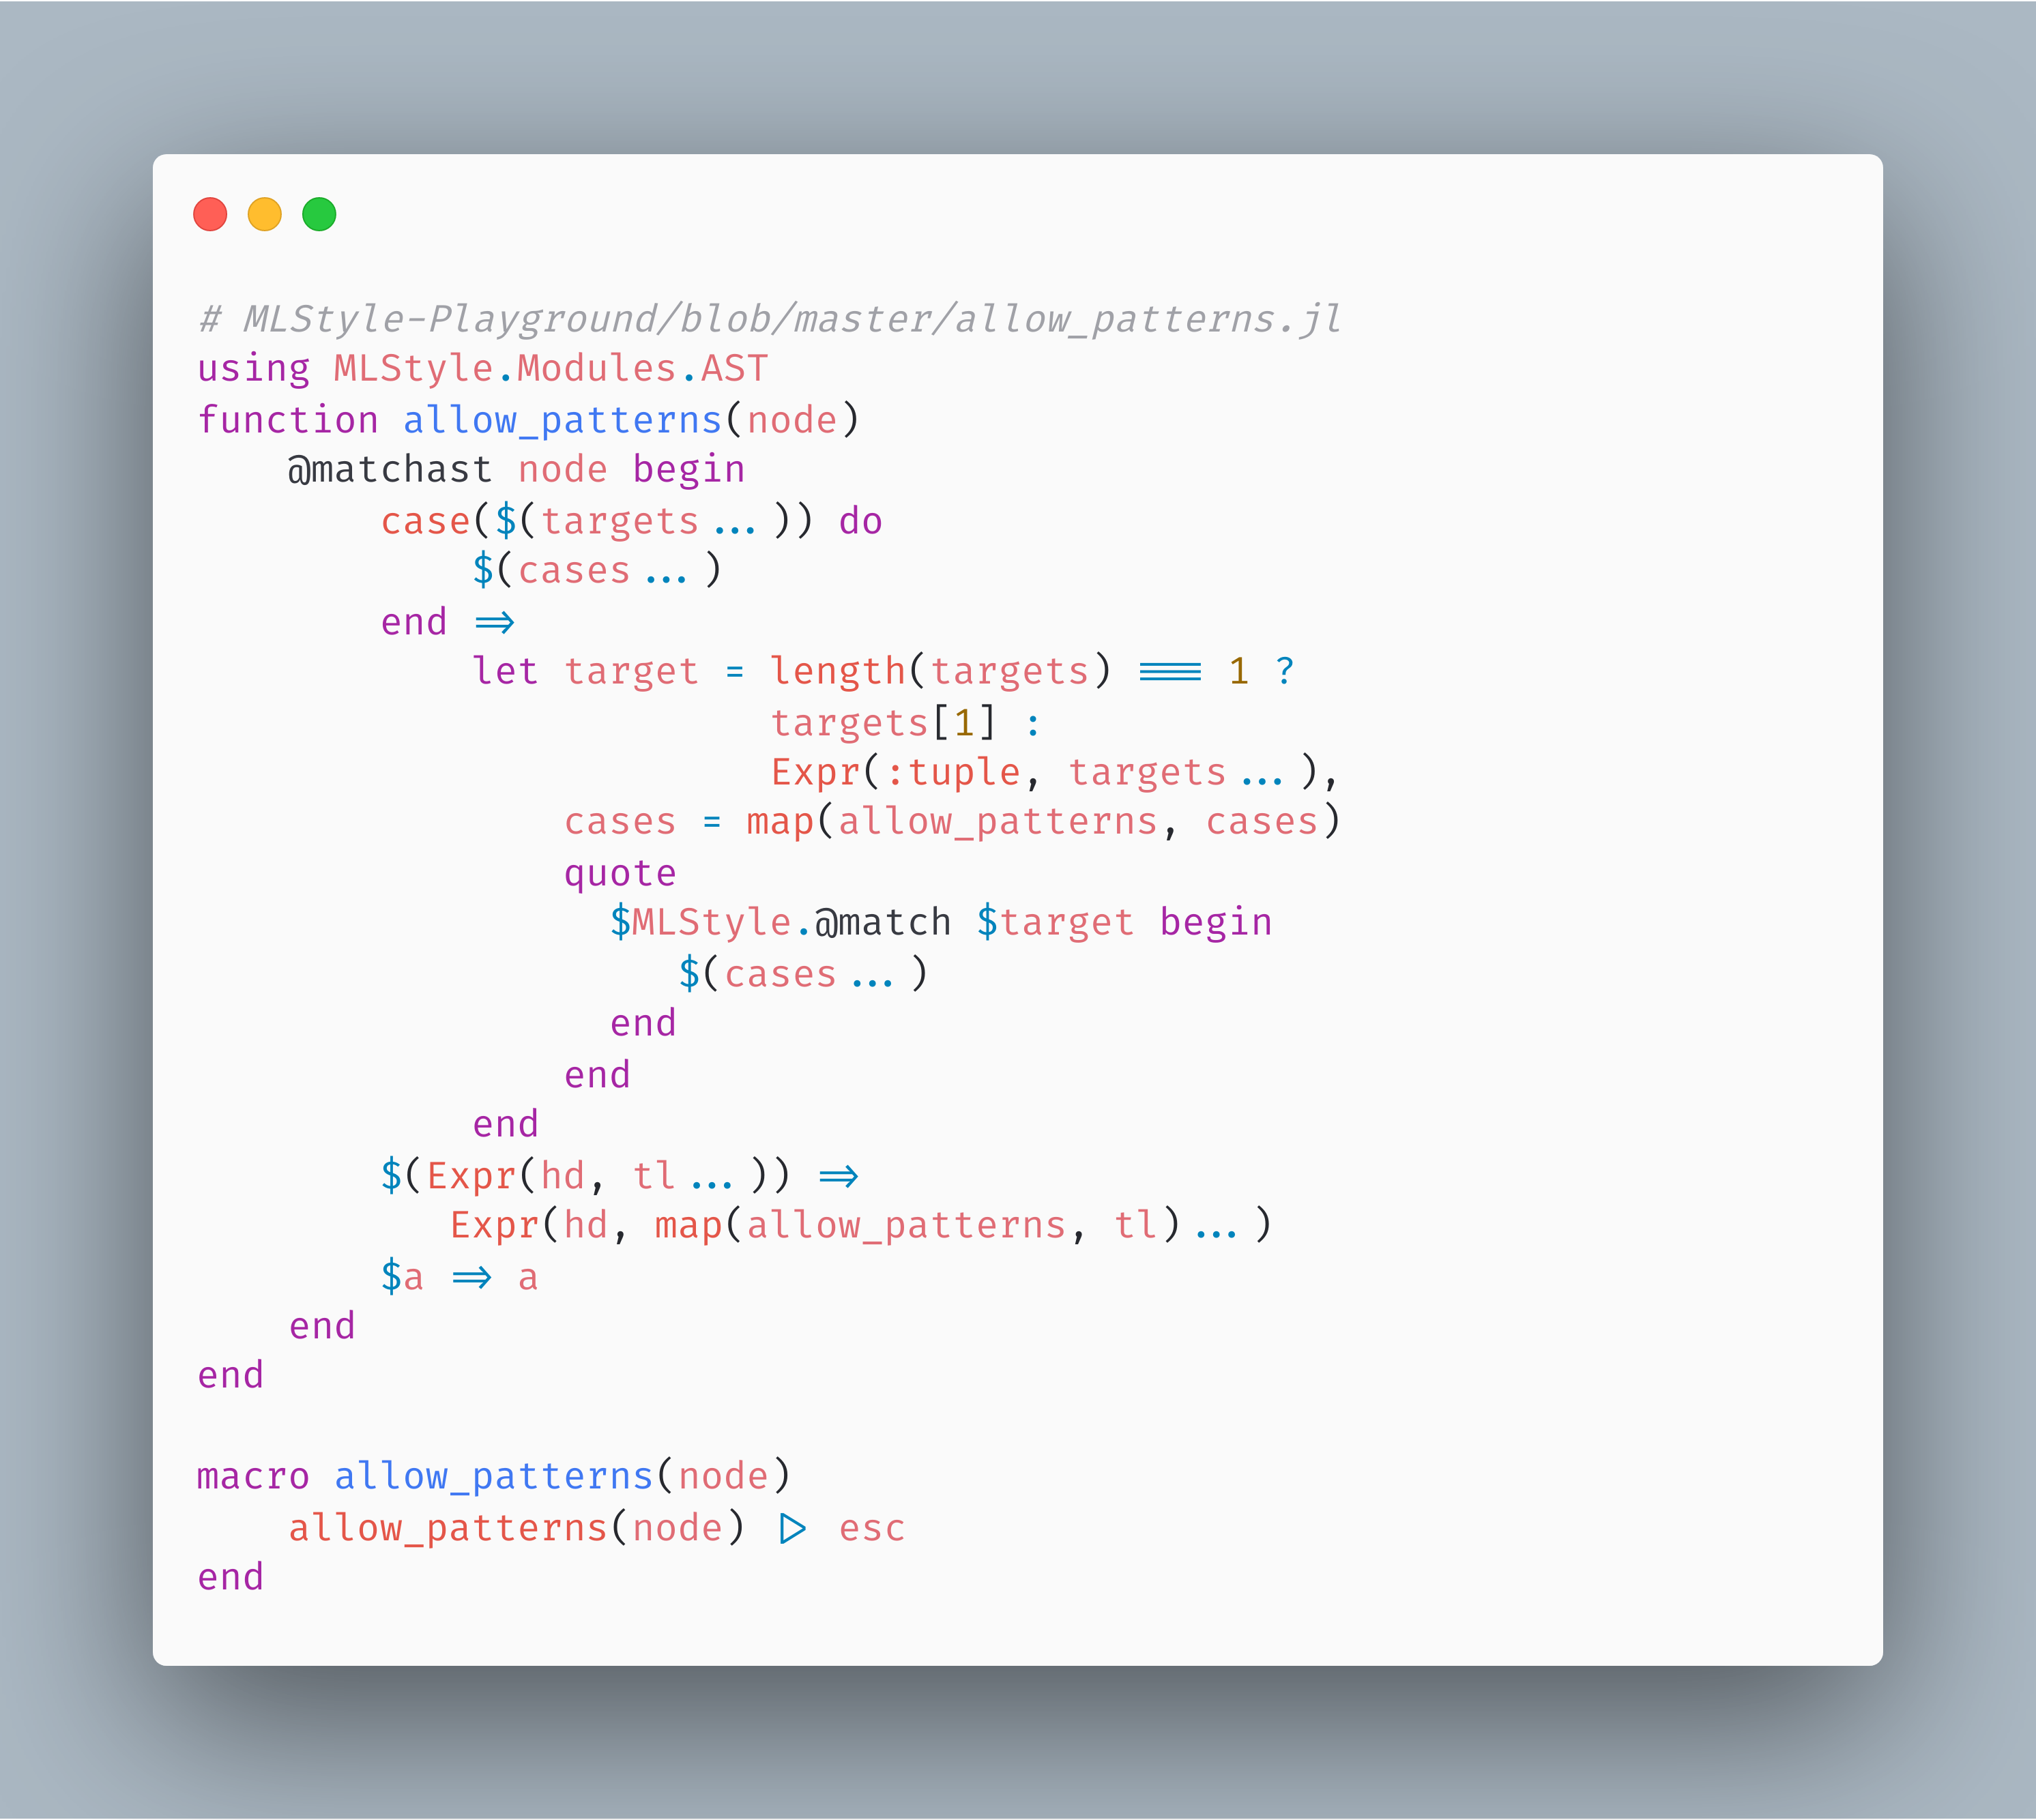 # MLStyle-Playground/blob/master/allow_patterns.jl
using MLStyle.Modules.AST
function allow_patterns(node)
    @matchast node begin
        case($(targets...)) do
            $(cases...)
        end =>
            let target = length(targets) === 1 ?
                         targets[1] :
                         Expr(:tuple, targets...),
                cases = map(allow_patterns, cases)
                quote
                  $MLStyle.@match $target begin
                     $(cases...)
                  end
                end
            end
        $(Expr(hd, tl...)) =>
           Expr(hd, map(allow_patterns, tl)...)
        $a => a
    end
end

macro allow_patterns(node)
    allow_patterns(node) |> esc
end